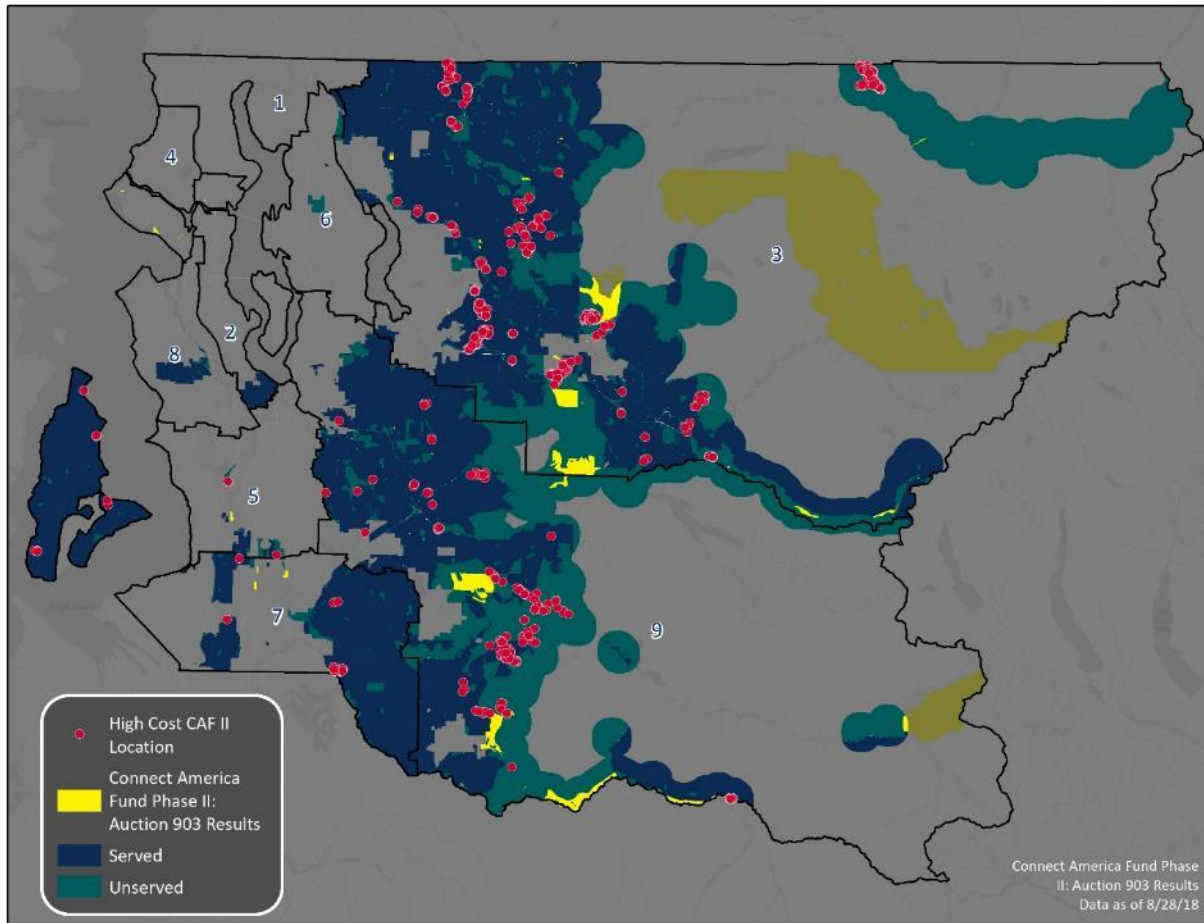 1
4
6
3
2
8
5
7
9
High Cost CAF II
Location
Connect America
Fund Phase II:
Auction 903 Results
Served
Unserved
Connect America Fund Phase
II: Auction 903 Results
Data as of 8/28/18